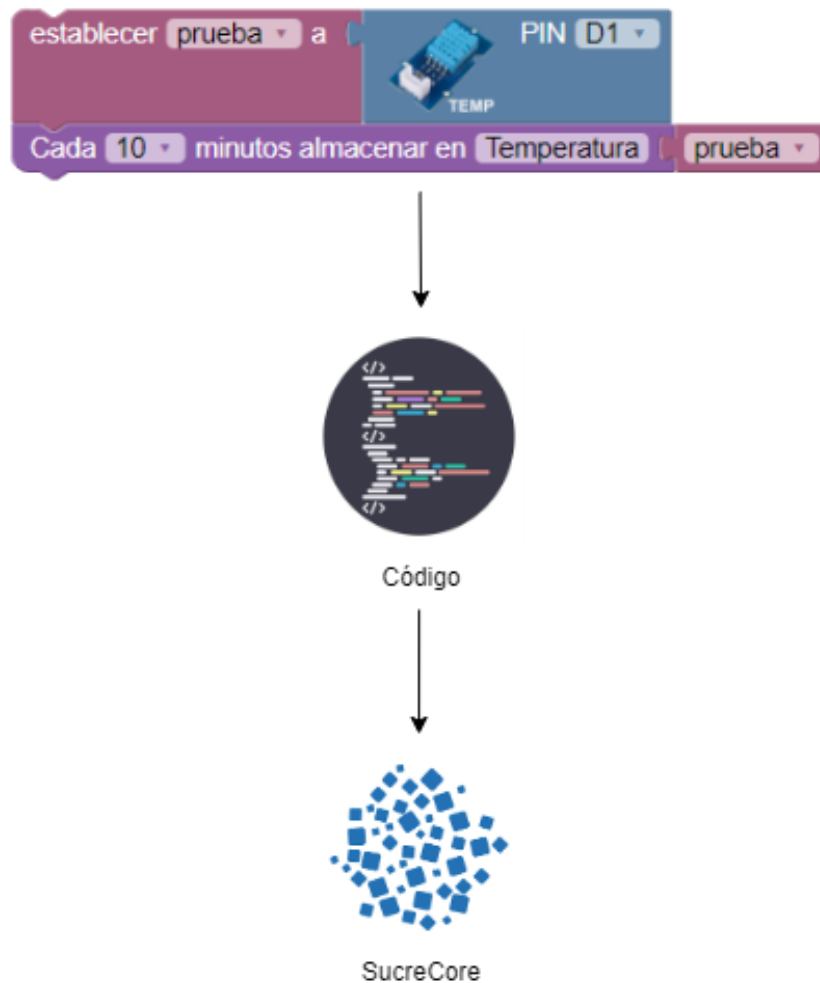 establecer prueba a PIN D1
TEMP
Cada 10 minutos almacenar en Temperatura prueba
</>
</>
</>
</>
Código
SucreCore